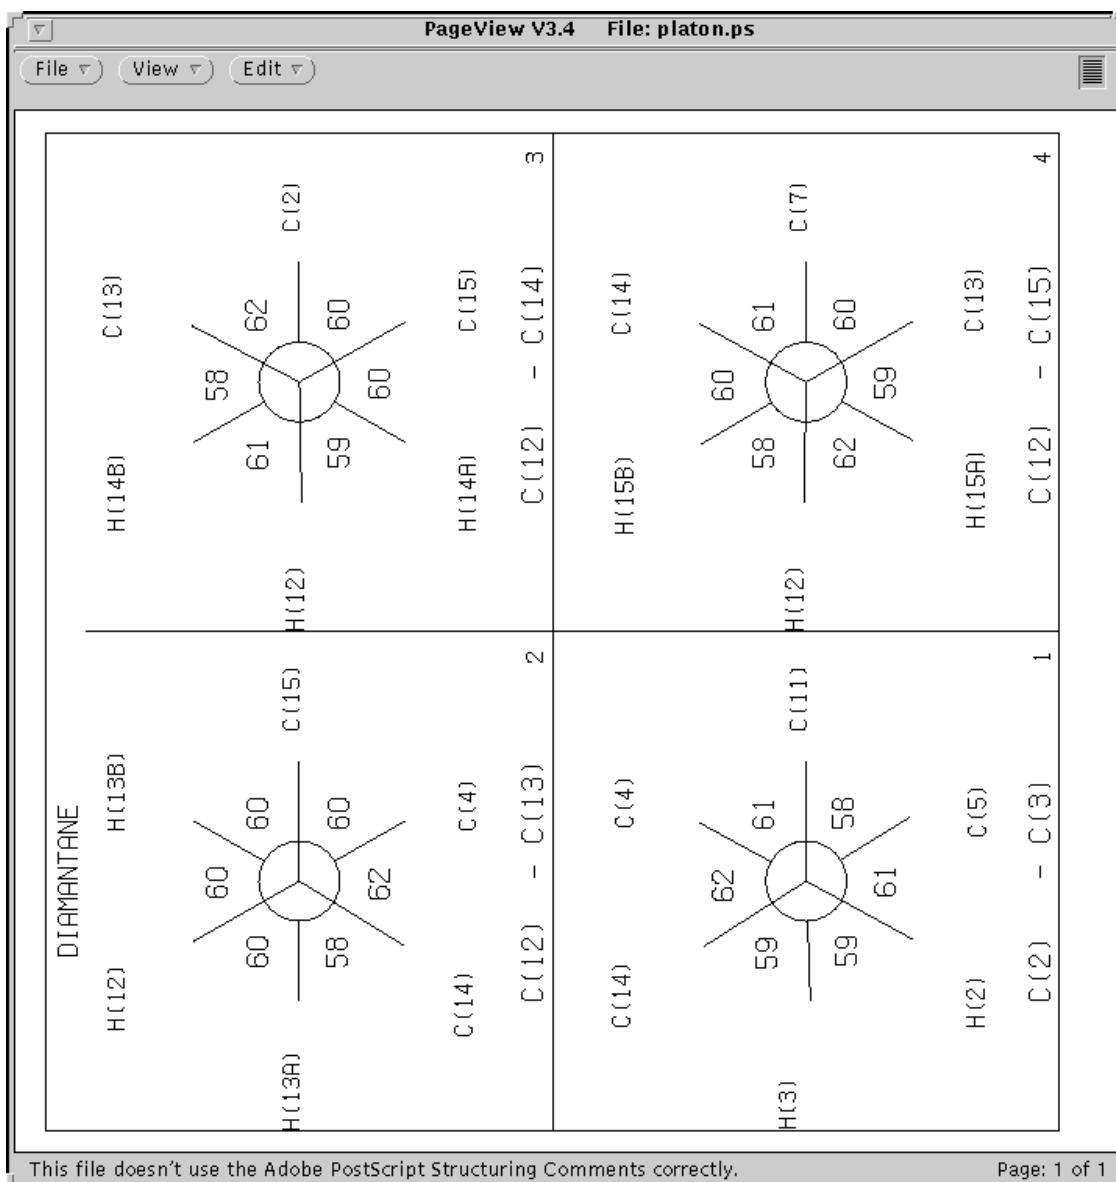 PageView V3.4 File: platon.ps
File View Edit
3
C(2)
C(13)
C(15)
62
60
58
60
61
59
H(14B)
H(14A)
H(12)
C(12) - C(14)
4
C(7)
C(14)
C(13)
61
60
60
59
58
62
H(15B)
H(15A)
H(12)
C(12) - C(15)
DIAMANTANE
2
C(15)
H(13B)
C(4)
60
60
60
62
60
58
H(12)
C(14)
H(13A)
C(12) - C(13)
1
C(11)
C(4)
C(5)
61
58
62
61
59
59
C(14)
H(2)
H(3)
C(2) - C(3)
This file doesn't use the Adobe PostScript Structuring Comments correctly.
Page: 1 of 1